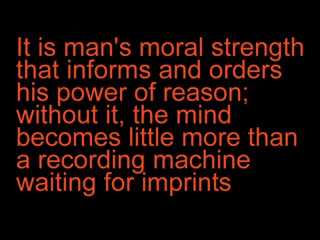 It is man's moral strength
that informs and orders
his power of reason;
without it, the mind
becomes little more than
a recording machine
waiting for imprints